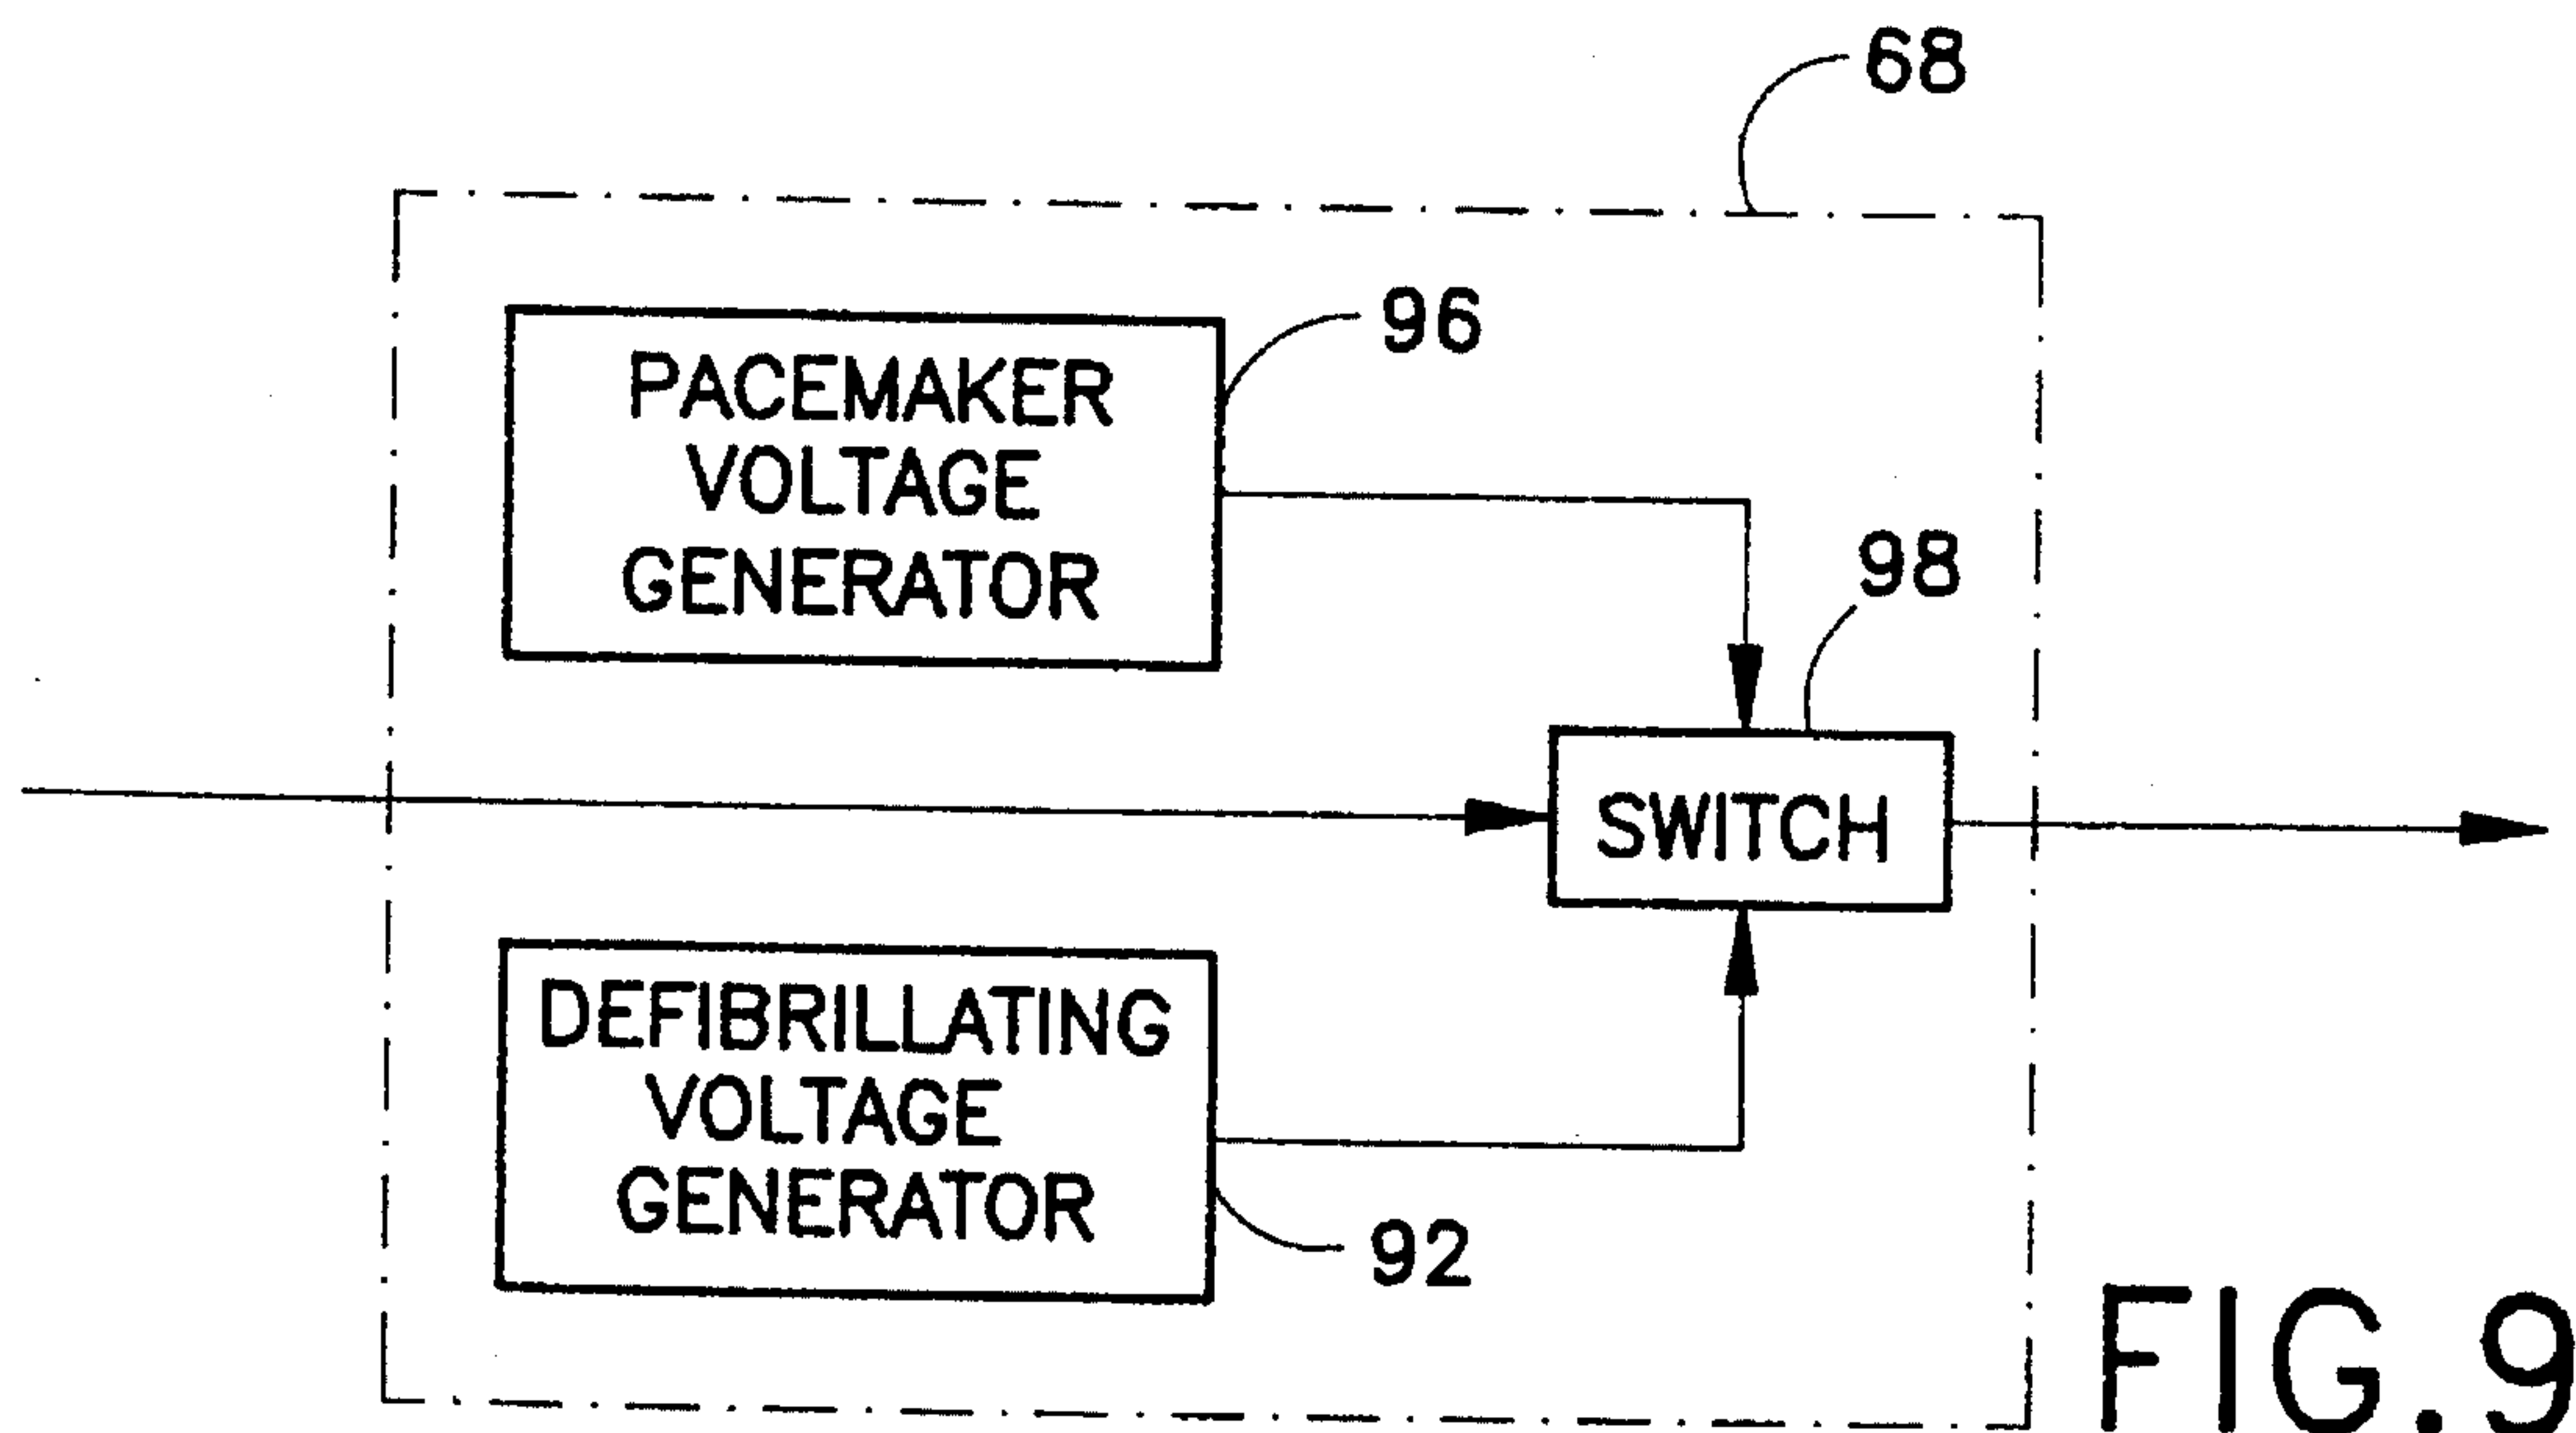 68
96
PACEMAKER
VOLTAGE
GENERATOR
98
SWITCH
DEFIBRILLATING
VOLTAGE
GENERATOR
92
FIG.9